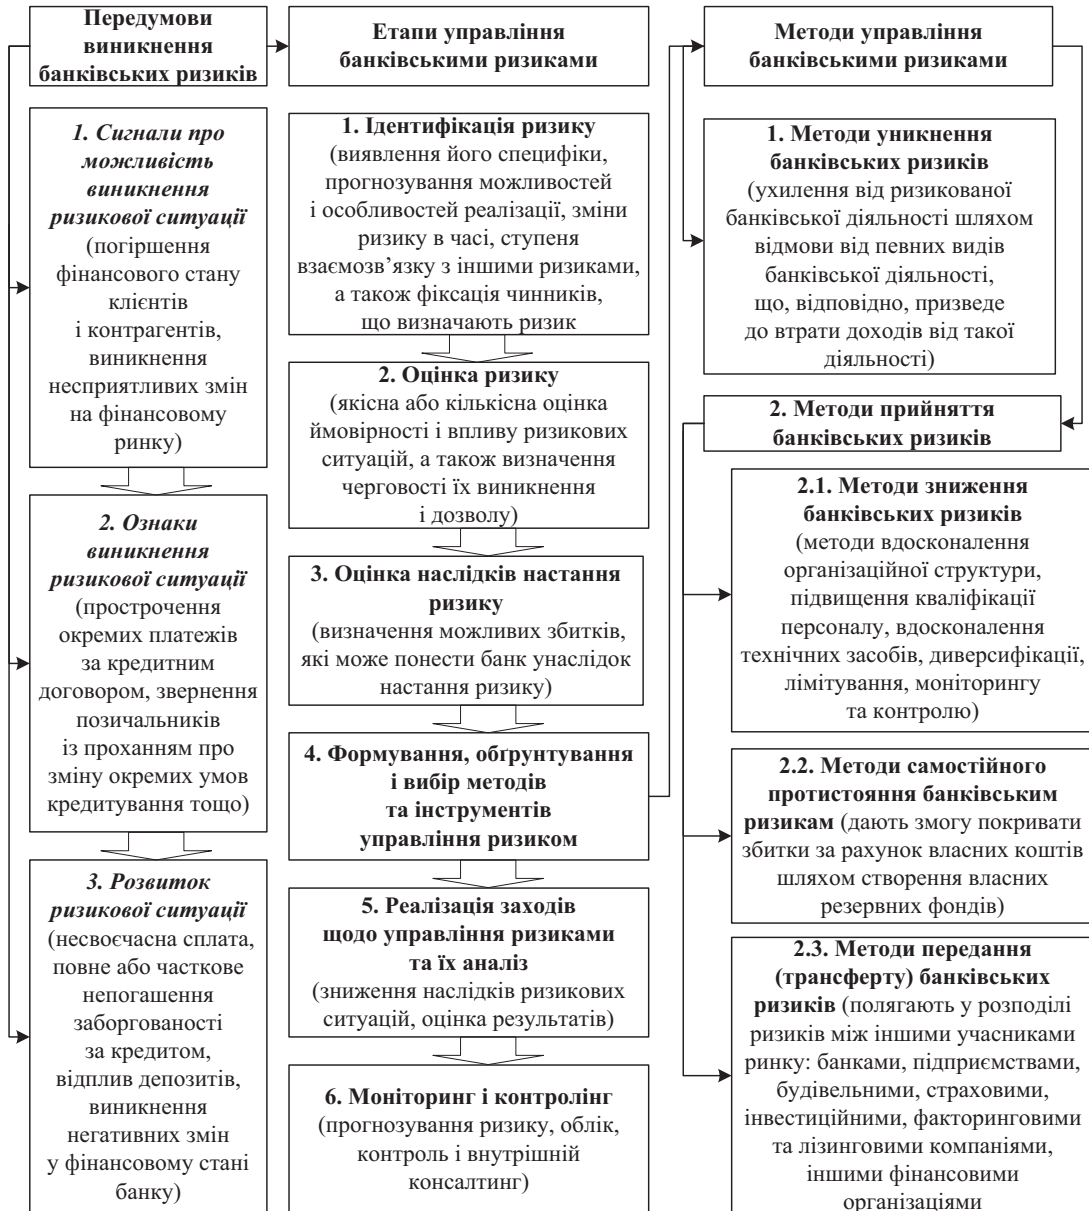 Передумови
виникнення
банківських ризиків
1. Сигнали про
можливість
виникнення
ризикової ситуації
(погіршення
фінансового стану
клієнтів
і контрагентів,
виникнення
несприятливих змін
на фінансовому
ринку)
2. Ознаки
виникнення
ризикової ситуації
(прострочення
окремих платежів
за кредитним
договором, звернення
позичальників
із проханням про
зміну окремих умов
кредитування тощо)
3. Розвиток
ризикової ситуації
(несвоєчасна сплата,
повне або часткове
непогашення
заборгованості
за кредитом,
відплив депозитів,
виникнення
негативних змін
у фінансовому стані
банку)
Етапи управління
банківськими ризиками
1. Ідентифікація ризику
(виявлення його специфіки,
прогнозування можливостей
і особливостей реалізації, зміни
ризику в часі, ступеня
взаємозв’язку з іншими ризиками,
а також фіксація чинників,
що визначають ризик
2. Оцінка ризику
(якісна або кількісна оцінка
ймовірності і впливу ризикових
ситуацій, а також визначення
черговості їх виникнення
і дозволу)
3. Оцінка наслідків настання
ризику
(визначення можливих збитків,
які може понести банк унаслідок
настання ризику)
4. Формування, обґрунтування
і вибір методів
та інструментів
управління ризиком
5. Реалізація заходів
щодо управління ризиками
та їх аналіз
(зниження наслідків ризикових
ситуацій, оцінка результатів)
6. Моніторинг і контролінг
(прогнозування ризику, облік,
контроль і внутрішній
консалтинг)
Методи управління
банківськими ризиками
1. Методи уникнення
банківських ризиків
(ухилення від ризикованої
банківської діяльності шляхом
відмови від певних видів
банківської діяльності,
що, відповідно, призведе
до втрати доходів від такої
діяльності)
2. Методи прийняття
банківських ризиків
2.1. Методи зниження
банківських ризиків
(методи вдосконалення
організаційної структури,
підвищення кваліфікації
персоналу, вдосконалення
технічних засобів, диверсифікації,
лімітування, моніторингу
та контролю)
2.2. Методи самостійного
протистояння банківським
ризикам (дають змогу покривати
збитки за рахунок власних коштів
шляхом створення власних
резервних фондів)
2.3. Методи передання
(трансферту) банківських
ризиків (полягають у розподілі
ризиків між іншими учасниками
ринку: банками, підприємствами,
будівельними, страховими,
інвестиційними, факторинговими
та лізинговими компаніями,
іншими фінансовими
організаціями